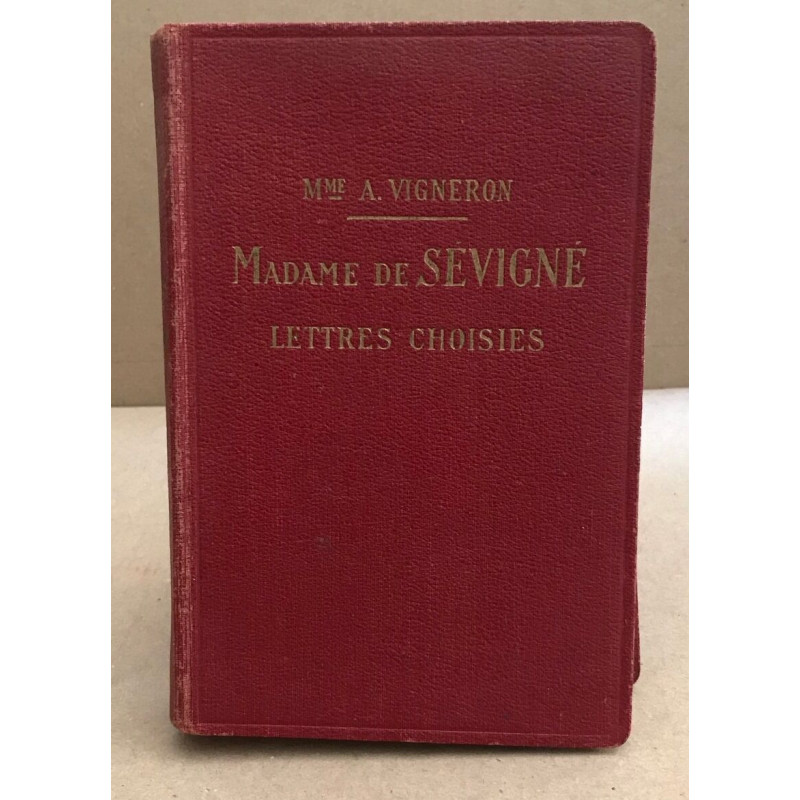 Mme A. VIGNERON
MADAME DE SÉVIGNÉ
LETTRES CHOISIES